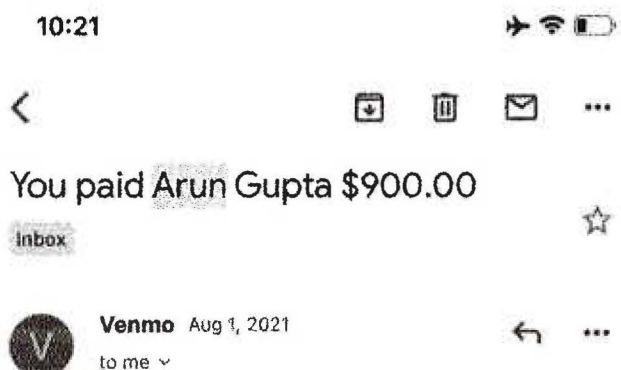 10:21
You paid Arun Gupta $900.00
Inbox
V
Venmo Aug 1, 2021
to me